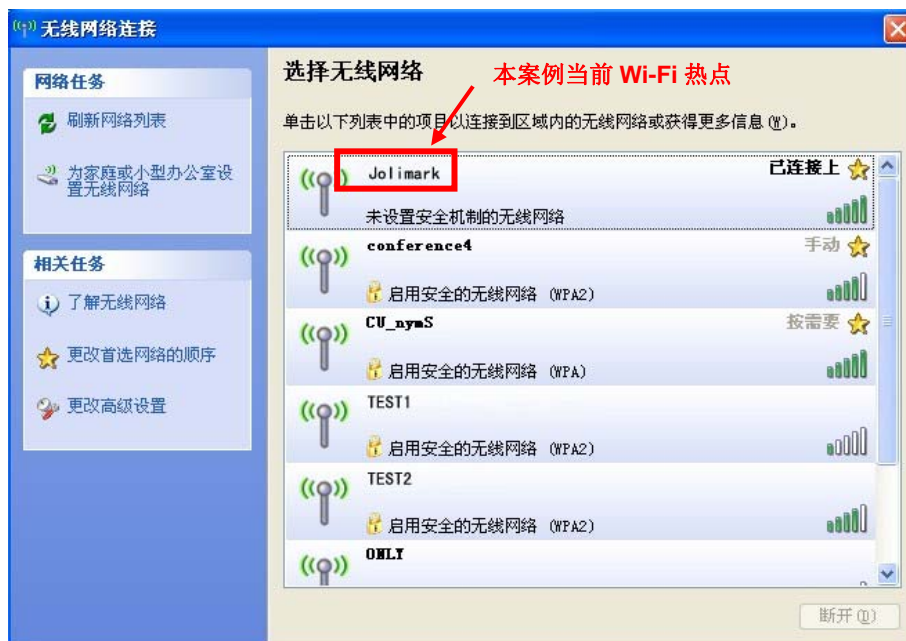 无线网络连接
网络任务
刷新网络列表
为家庭或小型办公室设
置无线网络
相关任务
了解无线网络
更改首选网络的顺序
更改高级设置
选择无线网络
本案例当前 Wi-Fi 热点
单击以下列表中的项目以连接到区域内的无线网络或获得更多信息(W)。
Jolimark 已连接上
未设置安全机制的无线网络
conference4 手动
启用安全的无线网络 (WPA2)
CU_nymS 按需要
启用安全的无线网络 (WPA)
TEST1
启用安全的无线网络 (WPA2)
TEST2
启用安全的无线网络 (WPA2)
ONLY
断开(D)